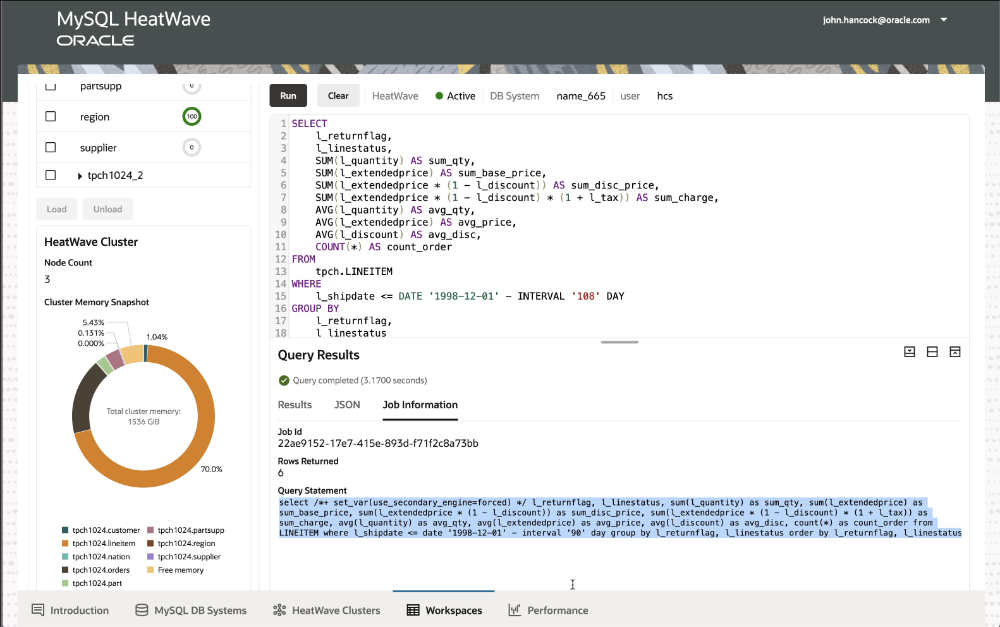 MySQL HeatWave
ORACLE
john.hancock@oracle.com
partsupp 0
region 100
supplier 0
tpch1024_2
Load Unload
HeatWave Cluster
Node Count
3
Cluster Memory Snapshot
5.43%
0.131%
0.000%
1.04%
Total cluster memory:
1536 GIB
70.0%
tpch1024.customer tpch1024.partsupp
tpch1024.lineitem tpch1024.region
tpch1024.nation tpch1024.supplier
tpch1024.orders Free memory
tpch1024.part
Run Clear HeatWave Active DB System name_665 user hcs
1 SELECT
2 l_returnflag,
3 l_linestatus,
4 SUM(l_quantity) AS sum_qty,
5 SUM(l_extendedprice) AS sum_base_price,
6 SUM(l_extendedprice * (1 - l_discount)) AS sum_disc_price,
7 SUM(l_extendedprice * (1 - l_discount) * (1 + l_tax)) AS sum_charge,
8 AVG(l_quantity) AS avg_qty,
9 AVG(l_extendedprice) AS avg_price,
10 AVG(l_discount) AS avg_disc,
11 COUNT(*) AS count_order
12 FROM
13 tpch.LINEITEM
14 WHERE
15 l_shipdate <= DATE '1998-12-01' - INTERVAL '108' DAY
16 GROUP BY
17 l_returnflag,
18 l_linestatus
Query Results
Query completed (3.1700 seconds)
Results JSON Job Information
Job Id
22ae9152-17e7-415e-893d-f71f2c8a73bb
Rows Returned
6
Query Statement
select /*+ set_var(use_secondary_engine=forced) */ l_returnflag, l_linestatus, sum(l_quantity) as sum_qty, sum(l_extendedprice) as
sum_base_price, sum(l_extendedprice * (1 - l_discount)) as sum_disc_price, sum(l_extendedprice * (1 - l_discount) * (1 + l_tax)) as
sum_charge, avg(l_quantity) as avg_qty, avg(l_extendedprice) as avg_price, avg(l_discount) as avg_disc, count(*) as count_order from
LINEITEM where l_shipdate <= date '1998-12-01' - interval '90' day group by l_returnflag, l_linestatus order by l_returnflag, l_linestatus
Introduction MySQL DB Systems HeatWave Clusters Workspaces Performance